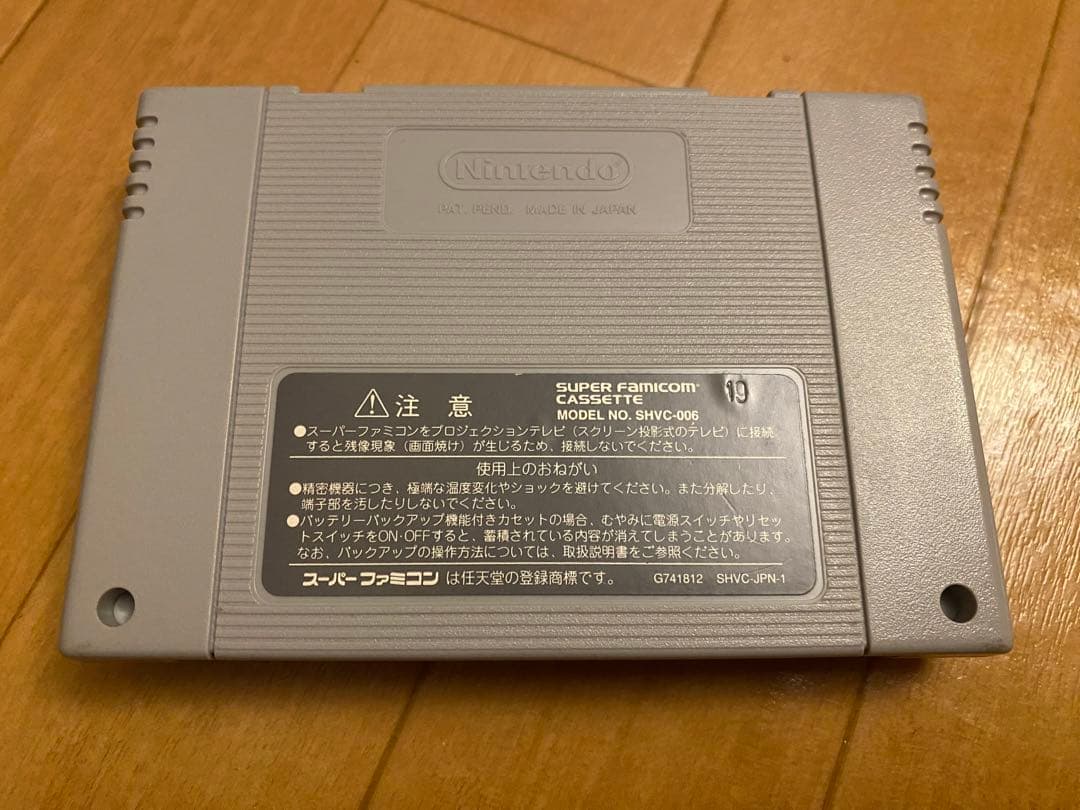 Nintendo®
PAT. PEND. MADE IN JAPAN
⚠注 意
SUPER FAMICOM™
CASSETTE
MODEL NO. SHVC-006
19
●スーパーファミコンをプロジェクションテレビ（スクリーン投影式のテレビ）に接続
すると残像現象（画面焼け）が生じるため、接続しないでください。
使用上のおねがい
●精密機器につき、極端な温度変化やショックを避けてください。また分解したり、
端子部を汚したりしないでください。
●バッテリーバックアップ機能付きカセットの場合、むやみに電源スイッチやリセッ
トスイッチをON・OFFすると、蓄積されている内容が消えてしまうことがあります。
なお、バックアップの操作方法については、取扱説明書をご参照ください。
スーパーファミコン は任天堂の登録商標です。 G741812 SHVC-JPN-1